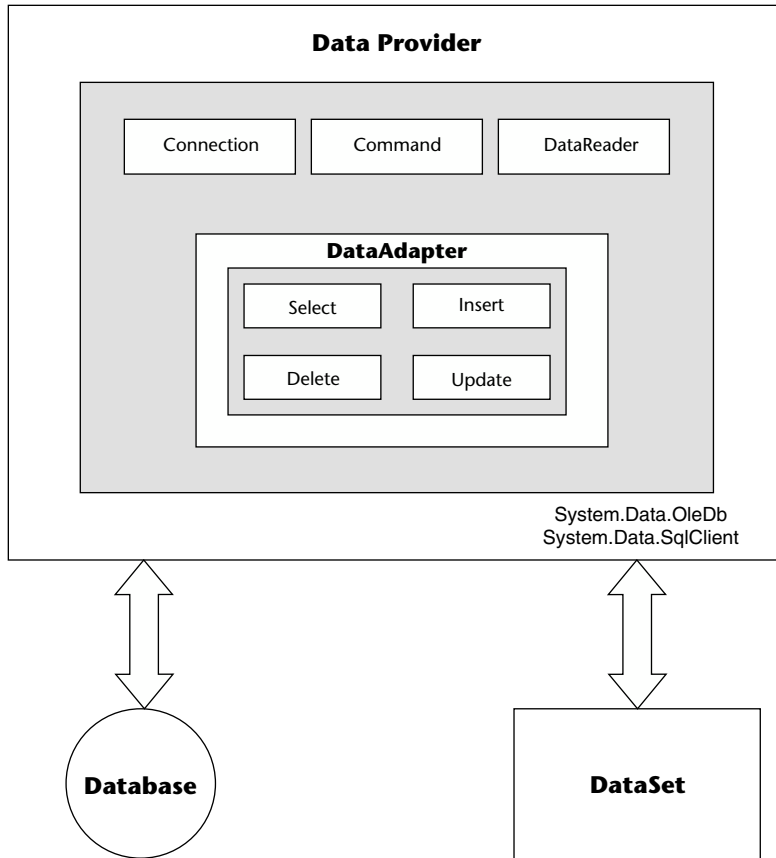 Data Provider
Connection
Command
DataReader
DataAdapter
Select
Insert
Delete
Update
System.Data.OleDb
System.Data.SqlClient
Database
DataSet